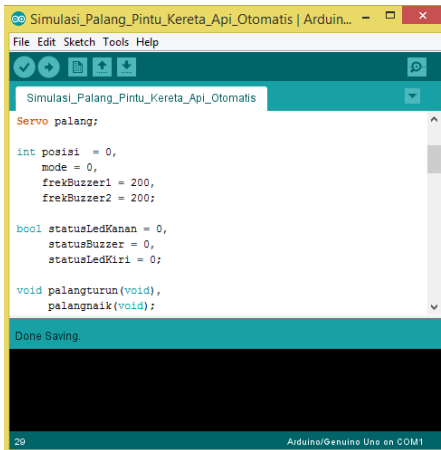 Simulasi_Palang_Pintu_Kereta_Api_Otomatis | Arduin...
File Edit Sketch Tools Help
Simulasi_Palang_Pintu_Kereta_Api_Otomatis
Servo palang;
int posisi  = 0,
    mode = 0,
    frekBuzzer1 = 200,
    frekBuzzer2 = 200;
bool statusLedKanan = 0,
     statusBuzzer = 0,
     statusLedKiri = 0;
void palangturun(void),
     palangnaik(void);
Done Saving.
29 Arduino/Genuino Uno on COM1